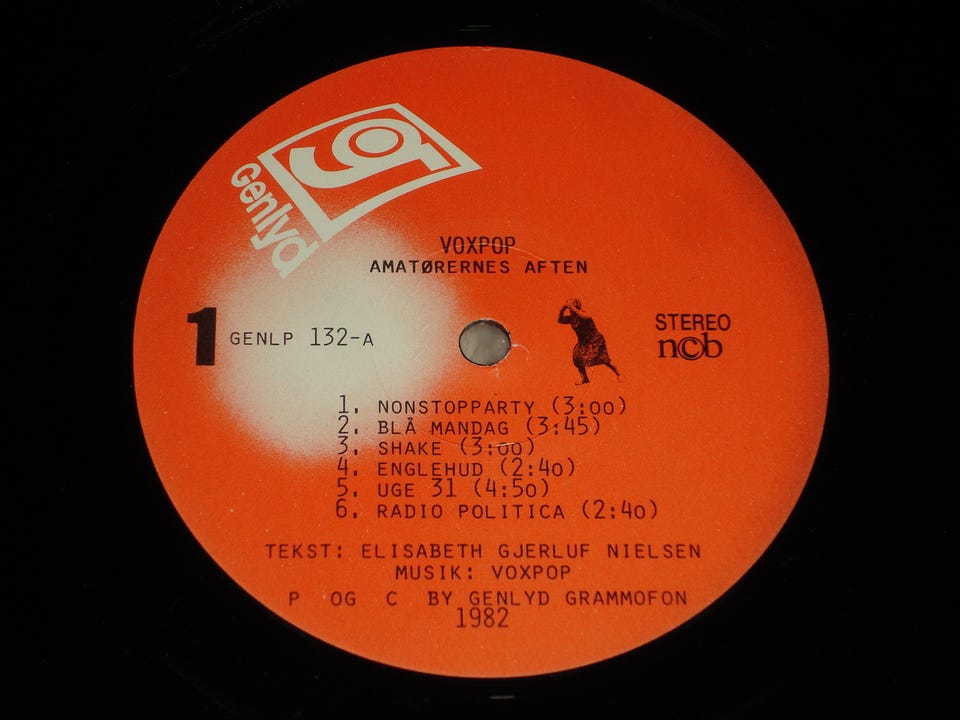 Genlyd
VOXPOP
AMATØRERNES AFTEN
1 GENLP 132-A
STEREO
ncb
1. NONSTOPPARTY (3:00)
2. BLÅ MANDAG (3:45)
3. SHAKE (3:00)
4. ENGLEHUD (2:40)
5. UGE 31 (4:50)
6. RADIO POLITICA (2:40)
TEKST: ELISABETH GJERLUF NIELSEN
MUSIK: VOXPOP
P OG C BY GENLYD GRAMMOFON
1982